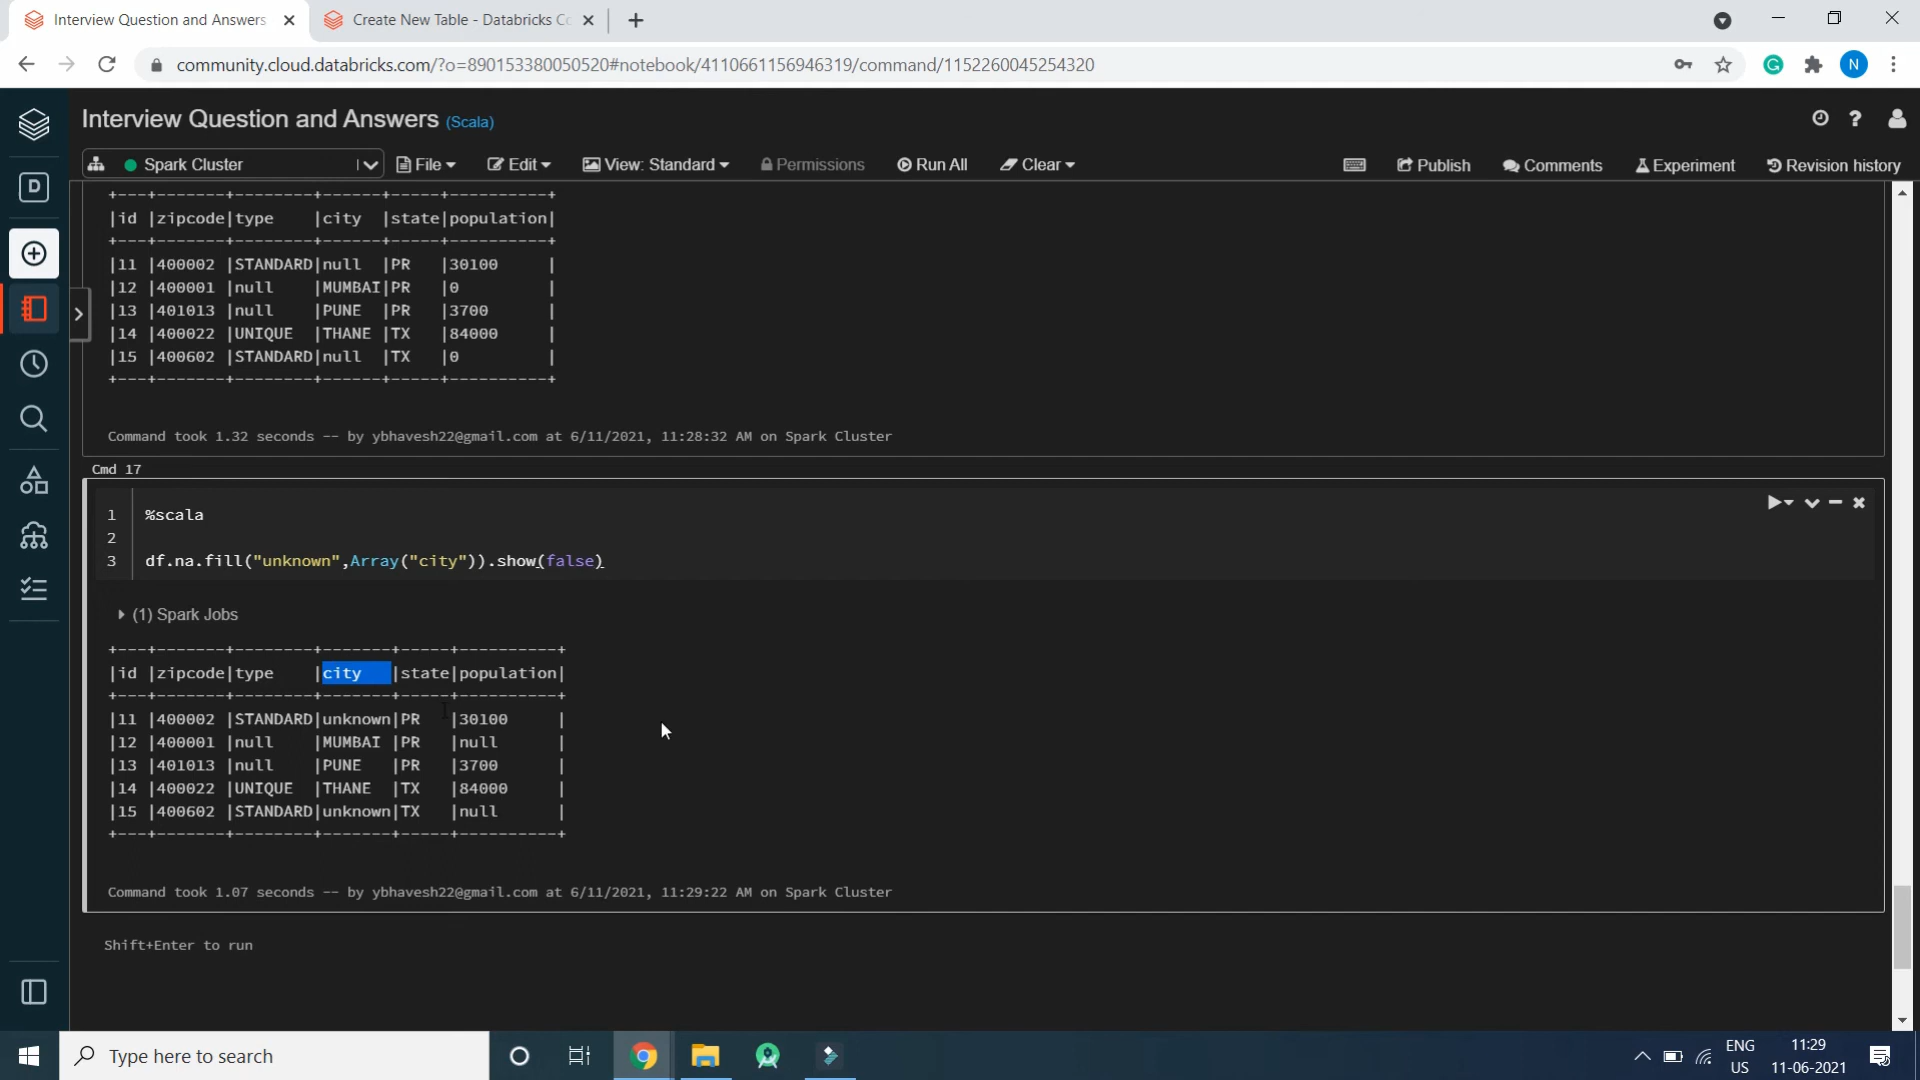 Interview Question and Answers
Create New Table - Databricks Co
community.cloud.databricks.com/?o=890153380050520#notebook/4110661156946319/command/1152260045254320
N
Interview Question and Answers (Scala)
Spark Cluster File Edit View: Standard Permissions Run All Clear Publish Comments Experiment Revision history
D
+---+-------+--------+------+-----+----------+
|id |zipcode|type    |city  |state|population|
+---+-------+--------+------+-----+----------+
|11 |400002 |STANDARD|null  |PR   |30100     |
|12 |400001 |null    |MUMBAI|PR   |0         |
|13 |401013 |null    |PUNE  |PR   |3700      |
|14 |400022 |UNIQUE  |THANE |TX   |84000     |
|15 |400602 |STANDARD|null  |TX   |0         |
+---+-------+--------+------+-----+----------+
Command took 1.32 seconds -- by ybhavesh22@gmail.com at 6/11/2021, 11:28:32 AM on Spark Cluster
Cmd 17
1 %scala
2
3 df.na.fill("unknown",Array("city")).show(false)
(1) Spark Jobs
+---+-------+--------+-------+-----+----------+
|id |zipcode|type    |city   |state|population|
+---+-------+--------+-------+-----+----------+
|11 |400002 |STANDARD|unknown|PR   |30100     |
|12 |400001 |null    |MUMBAI |PR   |null      |
|13 |401013 |null    |PUNE   |PR   |3700      |
|14 |400022 |UNIQUE  |THANE  |TX   |84000     |
|15 |400602 |STANDARD|unknown|TX   |null      |
+---+-------+--------+-------+-----+----------+
Command took 1.07 seconds -- by ybhavesh22@gmail.com at 6/11/2021, 11:29:22 AM on Spark Cluster
Shift+Enter to run
Type here to search
ENG
US
11:29
11-06-2021